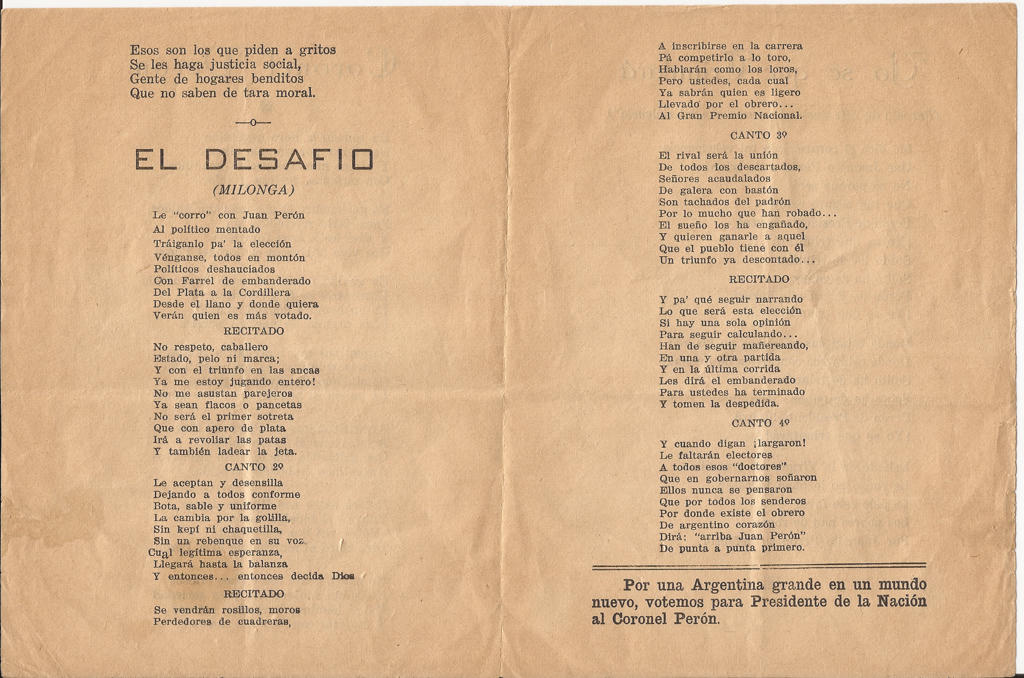 Esos son los que piden a gritos
Se les haga justicia social,
Gente de hogares benditos
Que no saben de tara moral.
—o—
EL DESAFIO
(MILONGA)
Le "corro" con Juan Perón
Al político mentado
Tráiganlo pa' la elección
Vénganse, todos en montón
Políticos deshauciados
Con Farrel de embanderado
Del Plata a la Cordillera
Desde el llano y donde quiera
Verán quien es más votado.
RECITADO
No respeto, caballero
Estado, pelo ni marca;
Y con el triunfo en las ancas
Ya me estoy jugando entero!
No me asustan parejeros
Ya sean flacos o pancetas
No será el primer sotreta
Que con apero de plata
Irá a revoliar las patas
Y también ladear la jeta.
CANTO 2º
Le aceptan y desensilla
Dejando a todos conforme
Bota, sable y uniforme
La cambia por la golilla,
Sin kepí ni chaquetilla,
Sin un rebenque en su voz.
Cual legítima esperanza,
Llegará hasta la balanza
Y entonces... entonces decida Dios
RECITADO
Se vendrán rosillos, moros
Perdedores de cuadreras,
A inscribirse en la carrera
Pá competirlo a lo toro,
Hablarán como los loros,
Pero ustedes, cada cual
Ya sabrán quien es ligero
Llevado por el obrero...
Al Gran Premio Nacional.
CANTO 3º
El rival será la unión
De todos los descartados,
Señores acaudalados
De galera con bastón
Son tachados del padrón
Por lo mucho que han robado...
El sueño los ha engañado,
Y quieren ganarle a aquel
Que el pueblo tiene con él
Un triunfo ya descontado...
RECITADO
Y pa' qué seguir narrando
Lo que será esta elección
Si hay una sola opinión
Para seguir calculando...
Han de seguir mañereando,
En una y otra partida
Y en la última corrida
Les dirá el embanderado
Para ustedes ha terminado
Y tomen la despedida.
CANTO 4º
Y cuando digan ¡largaron!
Le faltarán electores
A todos esos "doctores"
Que en gobernarnos soñaron
Ellos nunca se pensaron
Que por todos los senderos
Por donde existe el obrero
De argentino corazón
Dirá: "arriba Juan Perón"
De punta a punta primero.
Por una Argentina grande en un mundo
nuevo, votemos para Presidente de la Nación
al Coronel Perón.